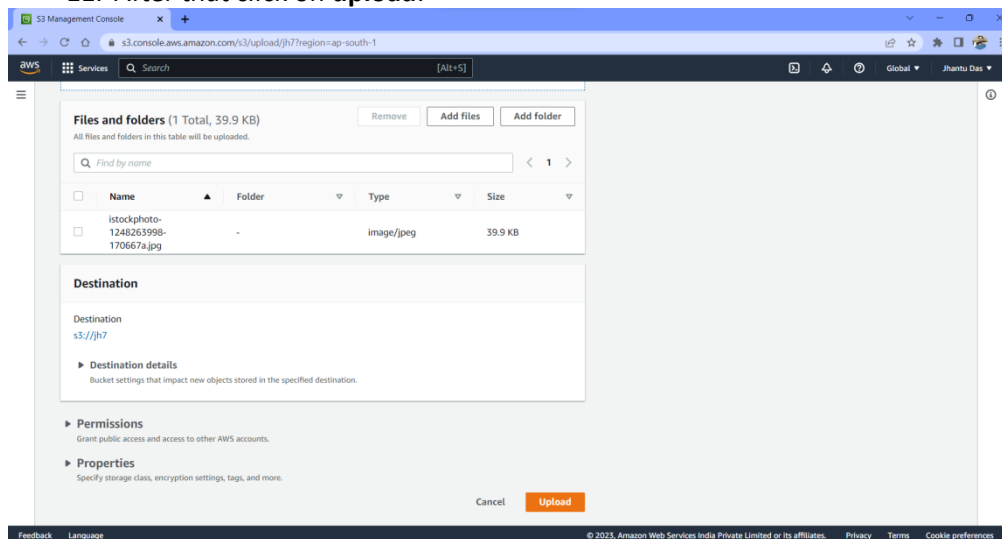 11. After that click on upload.
S3 Management Console
s3.console.aws.amazon.com/s3/upload/jh7?region=ap-south-1
aws Services Search [Alt+S] Global Jhantu Das
Files and folders (1 Total, 39.9 KB) Remove Add files Add folder
All files and folders in this table will be uploaded.
Find by name 1
Name Folder Type Size
istockphoto-
1248263998- - image/jpeg 39.9 KB
170667a.jpg
Destination
Destination
s3://jh7
Destination details
Bucket settings that impact new objects stored in the specified destination.
Permissions
Grant public access and access to other AWS accounts.
Properties
Specify storage class, encryption settings, tags, and more.
Cancel Upload
Feedback Language © 2023, Amazon Web Services India Private Limited or its affiliates. Privacy Terms Cookie preferences